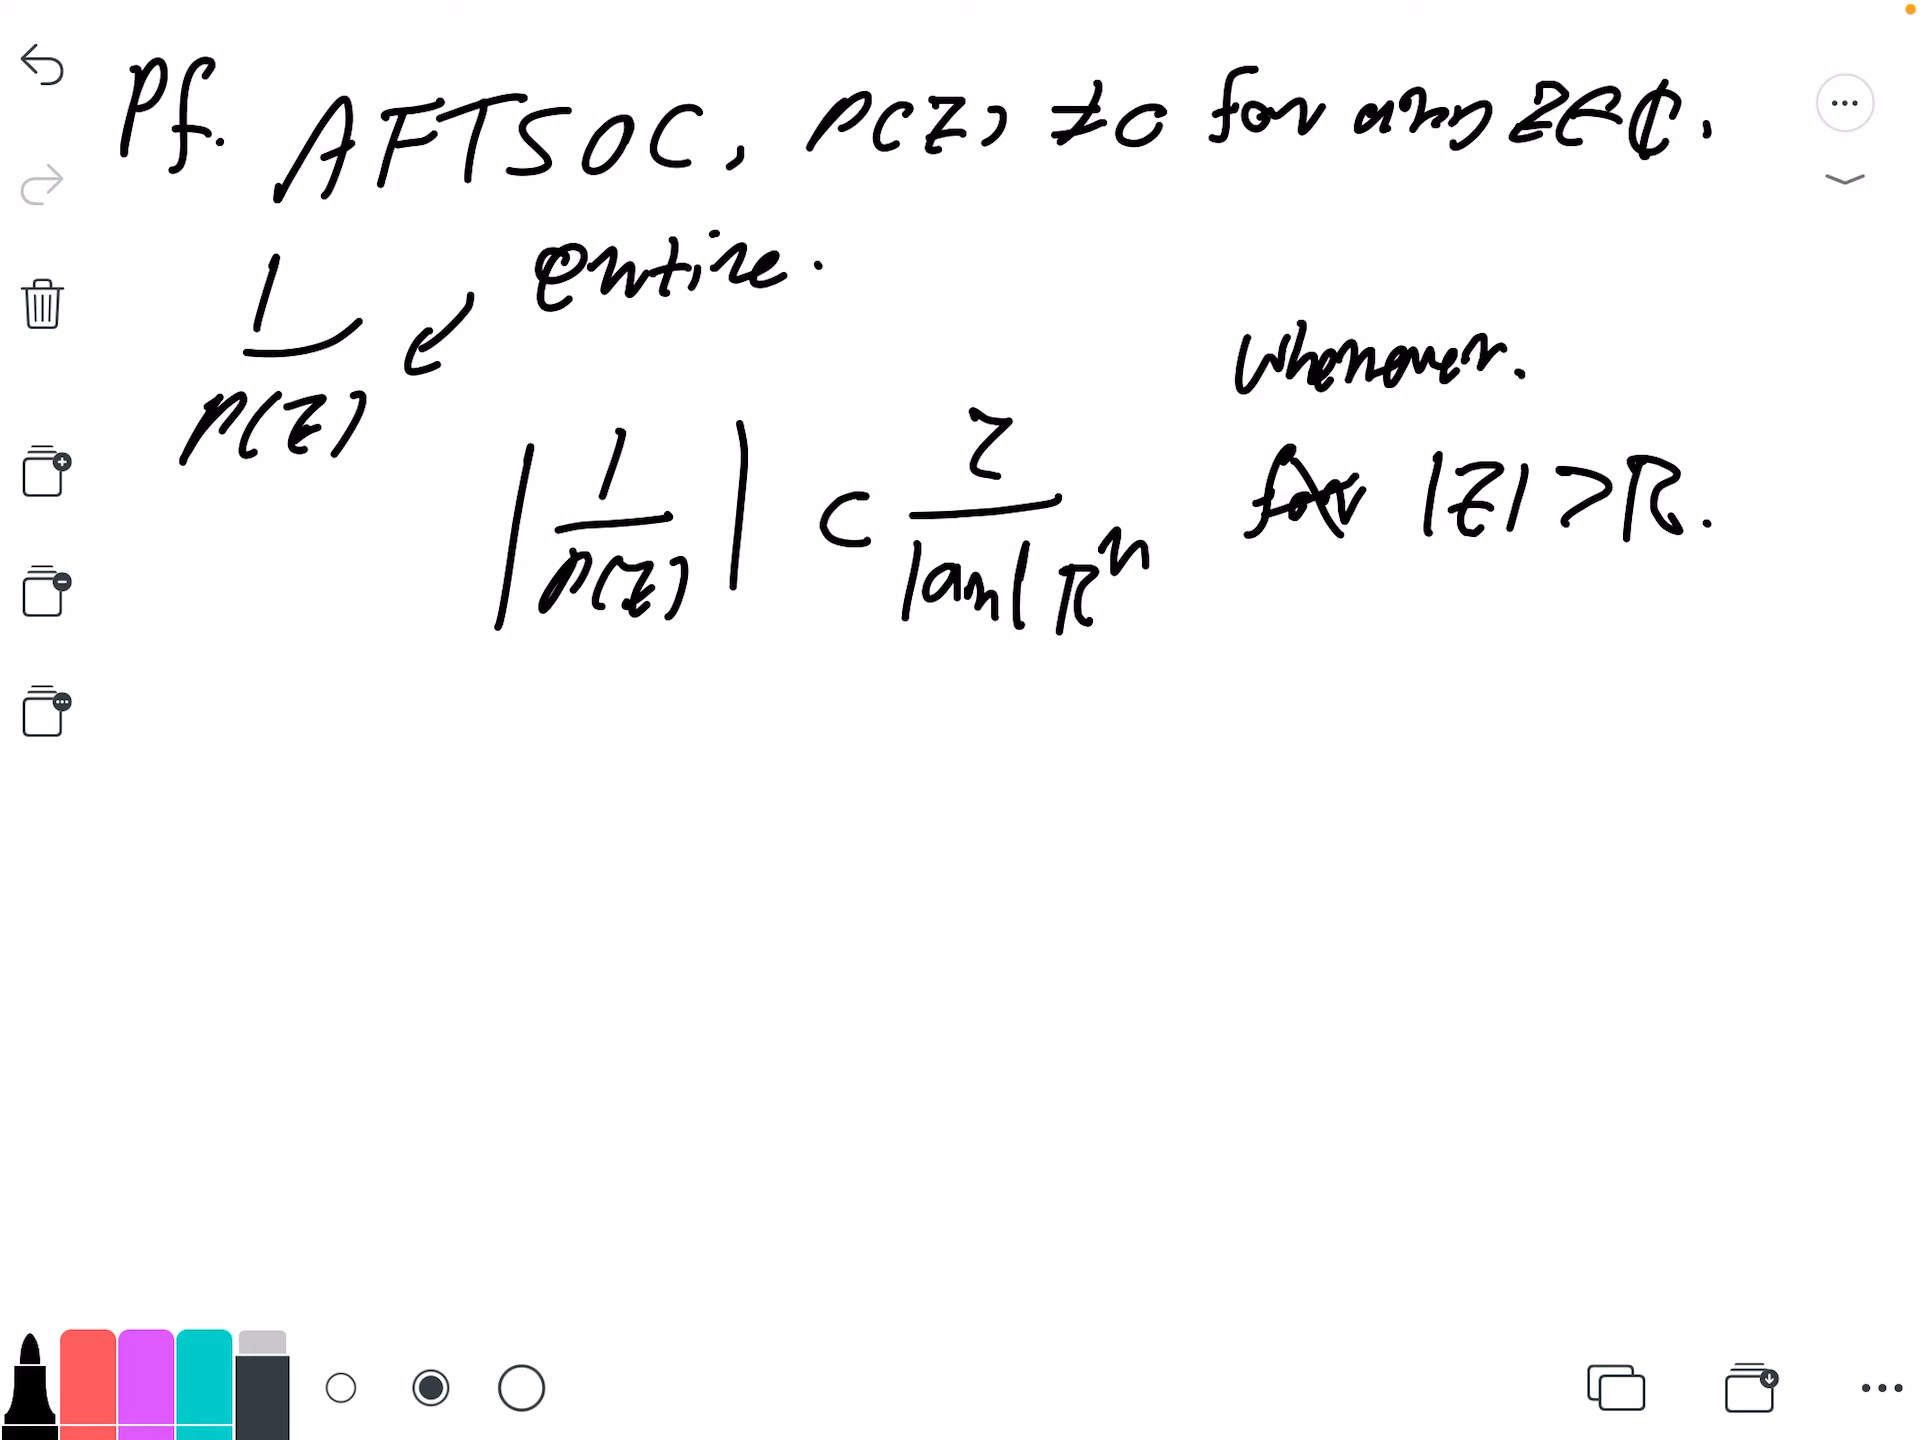 Pf. AFTSOC, P(z) ≠ 0 for any z ∈ ℂ.
1/P(z) entire.
whenever.
|1/P(z)| < 2/(|an| R^n) for |z| > R.